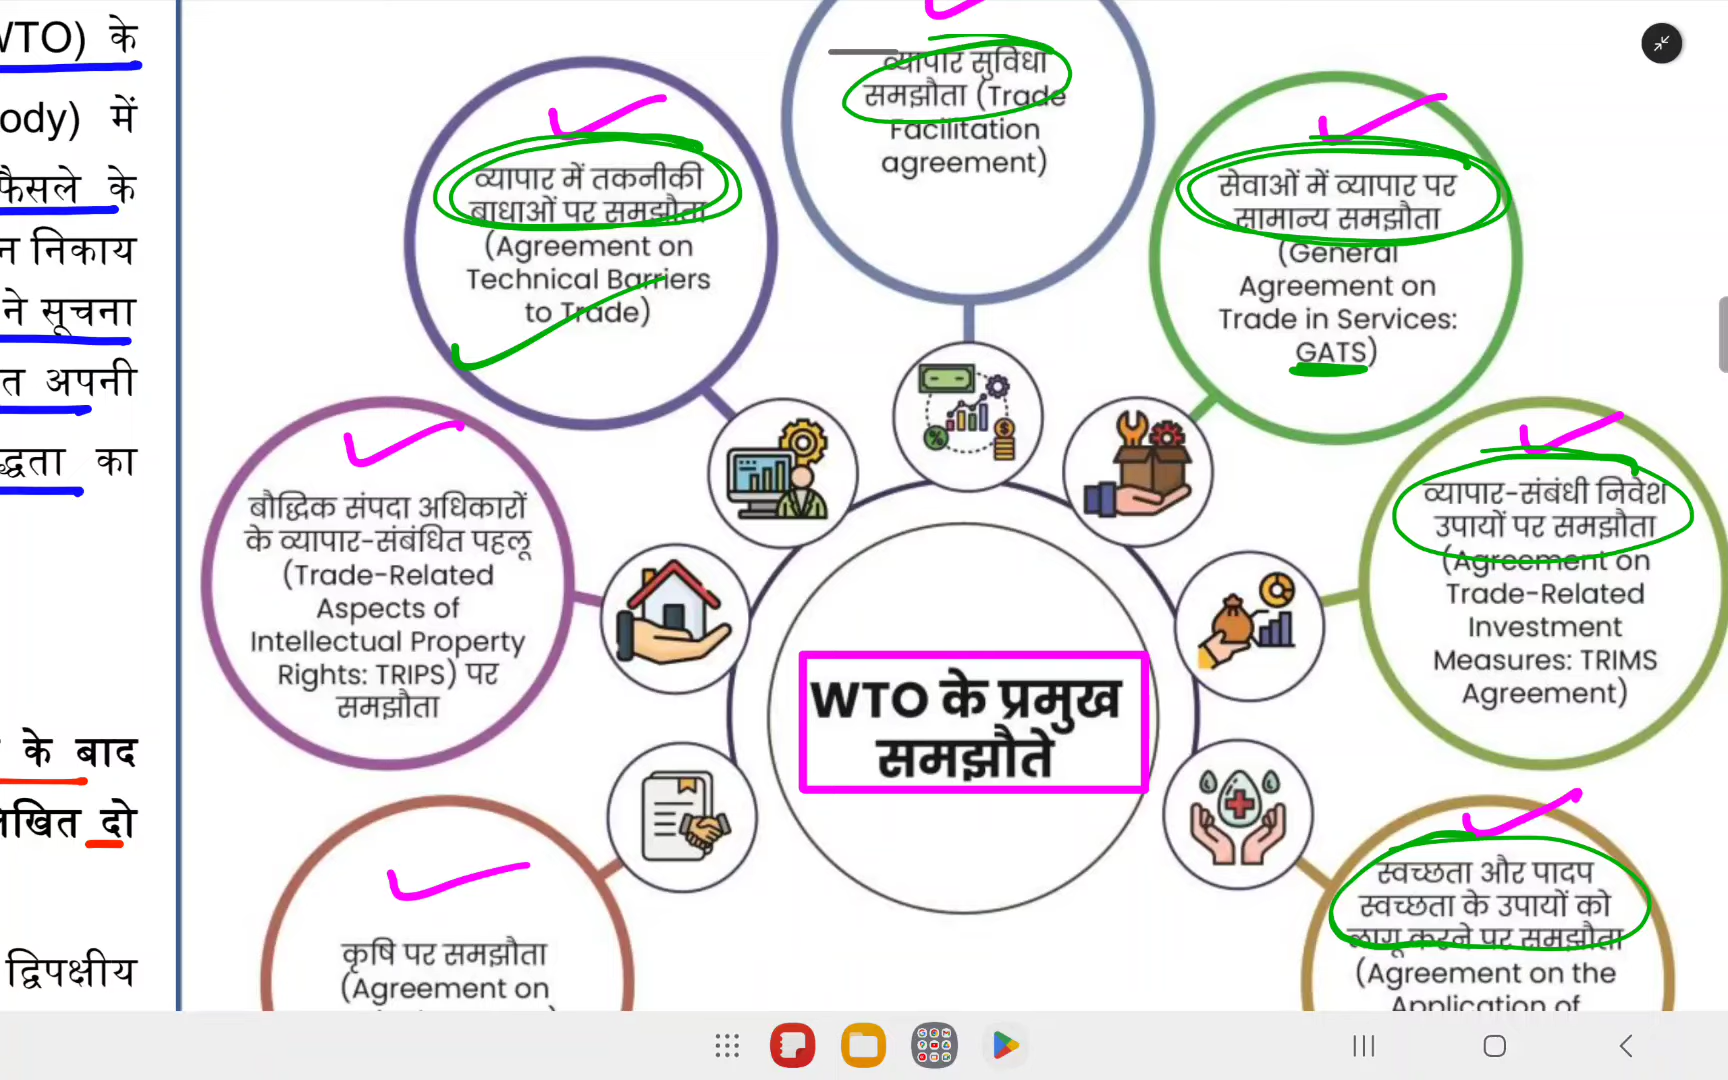 WTO) के
ody) में
फैसले के
न निकाय
ने सूचना
त अपनी
द्धता का
के बाद
लेखित दो
द्विपक्षीय
व्यापार सुविधा
समझौता (Trade
Facilitation
agreement)
व्यापार में तकनीकी
बाधाओं पर समझौता
(Agreement on
Technical Barriers
to Trade)
सेवाओं में व्यापार पर
सामान्य समझौता
(General
Agreement on
Trade in Services:
GATS)
बौद्धिक संपदा अधिकारों
के व्यापार-संबंधित पहलू
(Trade-Related
Aspects of
Intellectual Property
Rights: TRIPS) पर
समझौता
व्यापार-संबंधी निवेश
उपायों पर समझौता
(Agreement on
Trade-Related
Investment
Measures: TRIMS
Agreement)
WTO के प्रमुख
समझौते
कृषि पर समझौता
(Agreement on
स्वच्छता और पादप
स्वच्छता के उपायों को
लागू करने पर समझौता
(Agreement on the
Application of